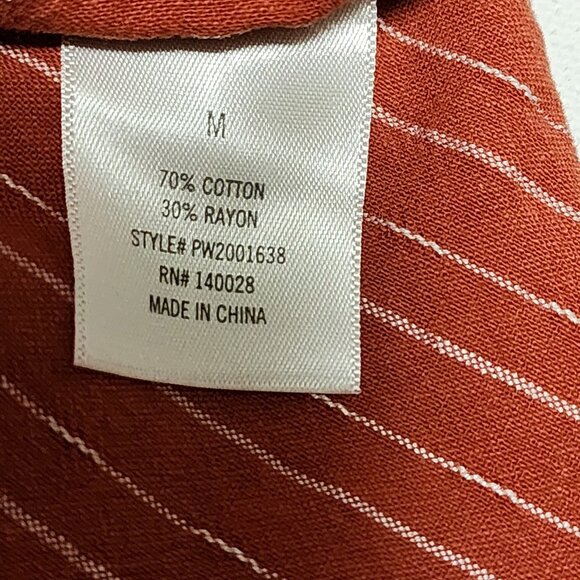 M
70% COTTON
30% RAYON
STYLE# PW2001638
RN# 140028
MADE IN CHINA